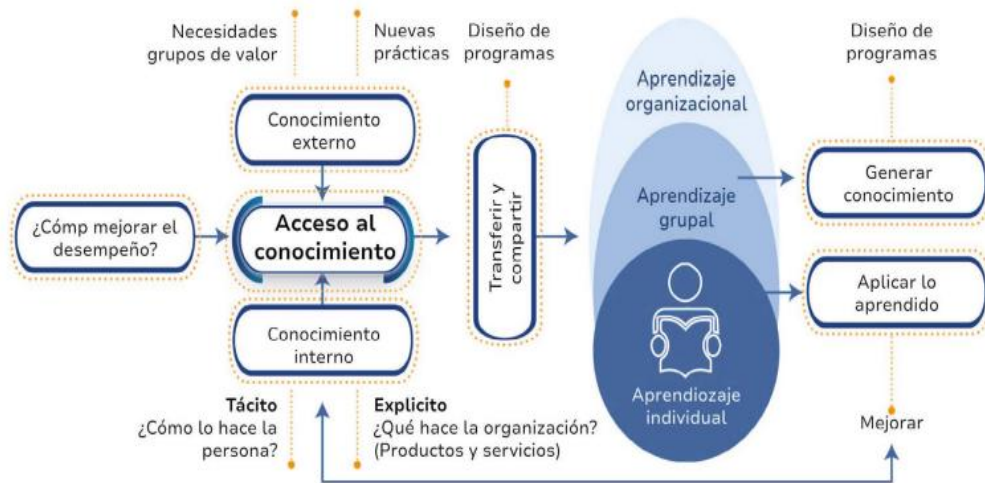 Necesidades
grupos de valor
Nuevas
prácticas
Diseño de
programas
Diseño de
programas
Conocimiento
externo
¿Cómp mejorar el
desempeño?
Acceso al
conocimiento
Conocimiento
interno
Tácito
¿Cómo lo hace la
persona?
Explicito
¿Qué hace la organización?
(Productos y servicios)
Transferir y
compartir
Aprendizaje
organizacional
Aprendizaje
grupal
Aprendiozaje
individual
Generar
conocimiento
Aplicar lo
aprendido
Mejorar